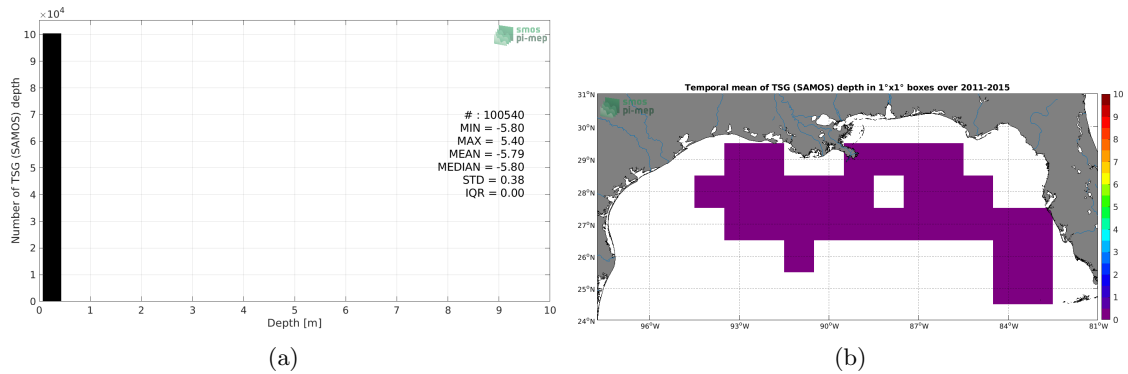 ×10⁴
10
9
8
7
6
5
4
3
2
1
0
Number of TSG (SAMOS) depth
smos
pi-mep
# : 100540
MIN = -5.80
MAX = 5.40
MEAN = -5.79
MEDIAN = -5.80
STD = 0.38
IQR = 0.00
0 1 2 3 4 5 6 7 8 9 10
Depth [m]
(a)
Temporal mean of TSG (SAMOS) depth in 1°x1° boxes over 2011-2015
smos
pi-mep
31°N
30°N
29°N
28°N
27°N
26°N
25°N
24°N
96°W 93°W 90°W 87°W 84°W 81°W
10
9
8
7
6
5
4
3
2
1
0
(b)